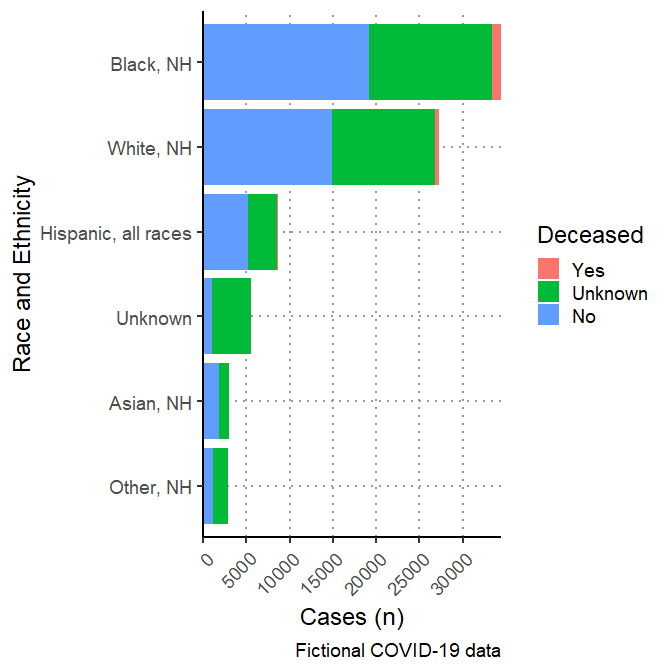 Race and Ethnicity
Black, NH
White, NH
Hispanic, all races
Unknown
Asian, NH
Other, NH
0
5000
10000
15000
20000
25000
30000
Cases (n)
Deceased
Yes
Unknown
No
Fictional COVID-19 data